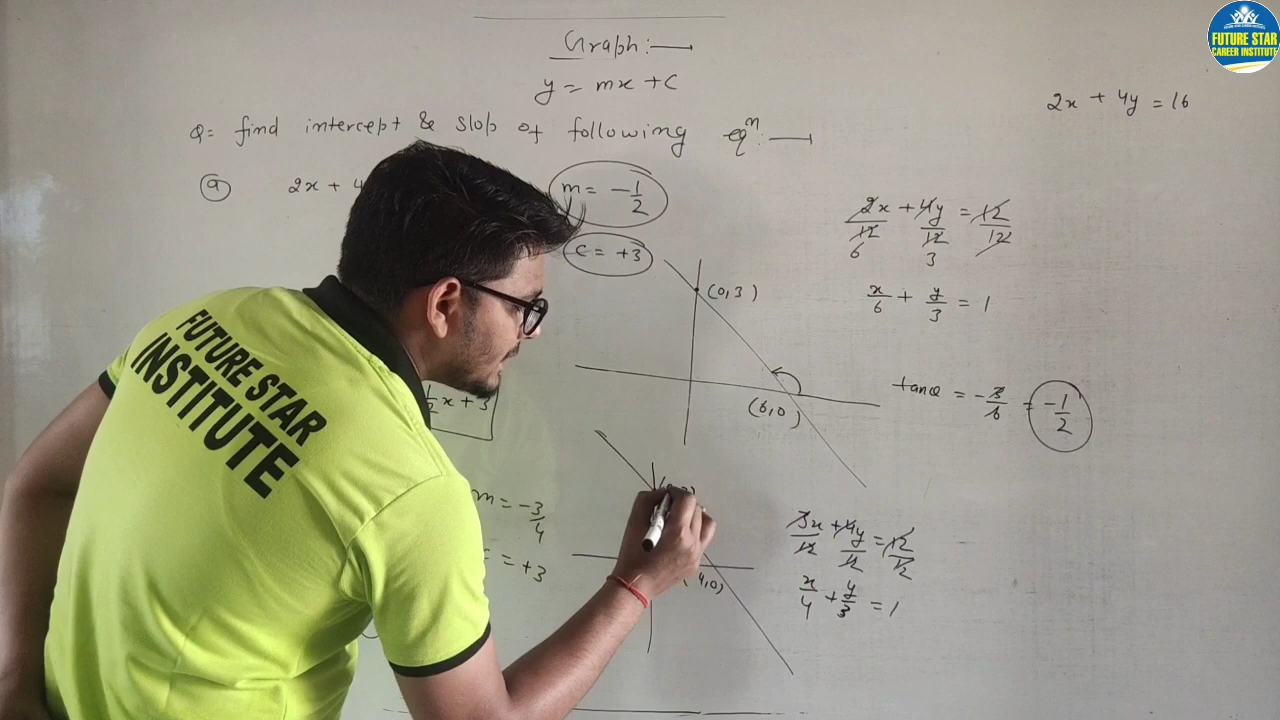 Graph:—
y = mx + c
Q= find intercept & slop of following eqⁿ:—
(a) 2x + 4
m = -1/2
c = +3
2x + 4y = 16
2x/12 + 4y/12 = 12/12
6 3
x/6 + y/3 = 1
(0,3)
(6,0)
tanθ = -3/6 = -1/2
1/2 x + 3
m = -3/4
= +3
(4,0)
3x/12 + 4y/12 = 12/12
x/4 + y/3 = 1
FUTURE STAR
INSTITUTE
FUTURE STAR
CAREER INSTITUTE